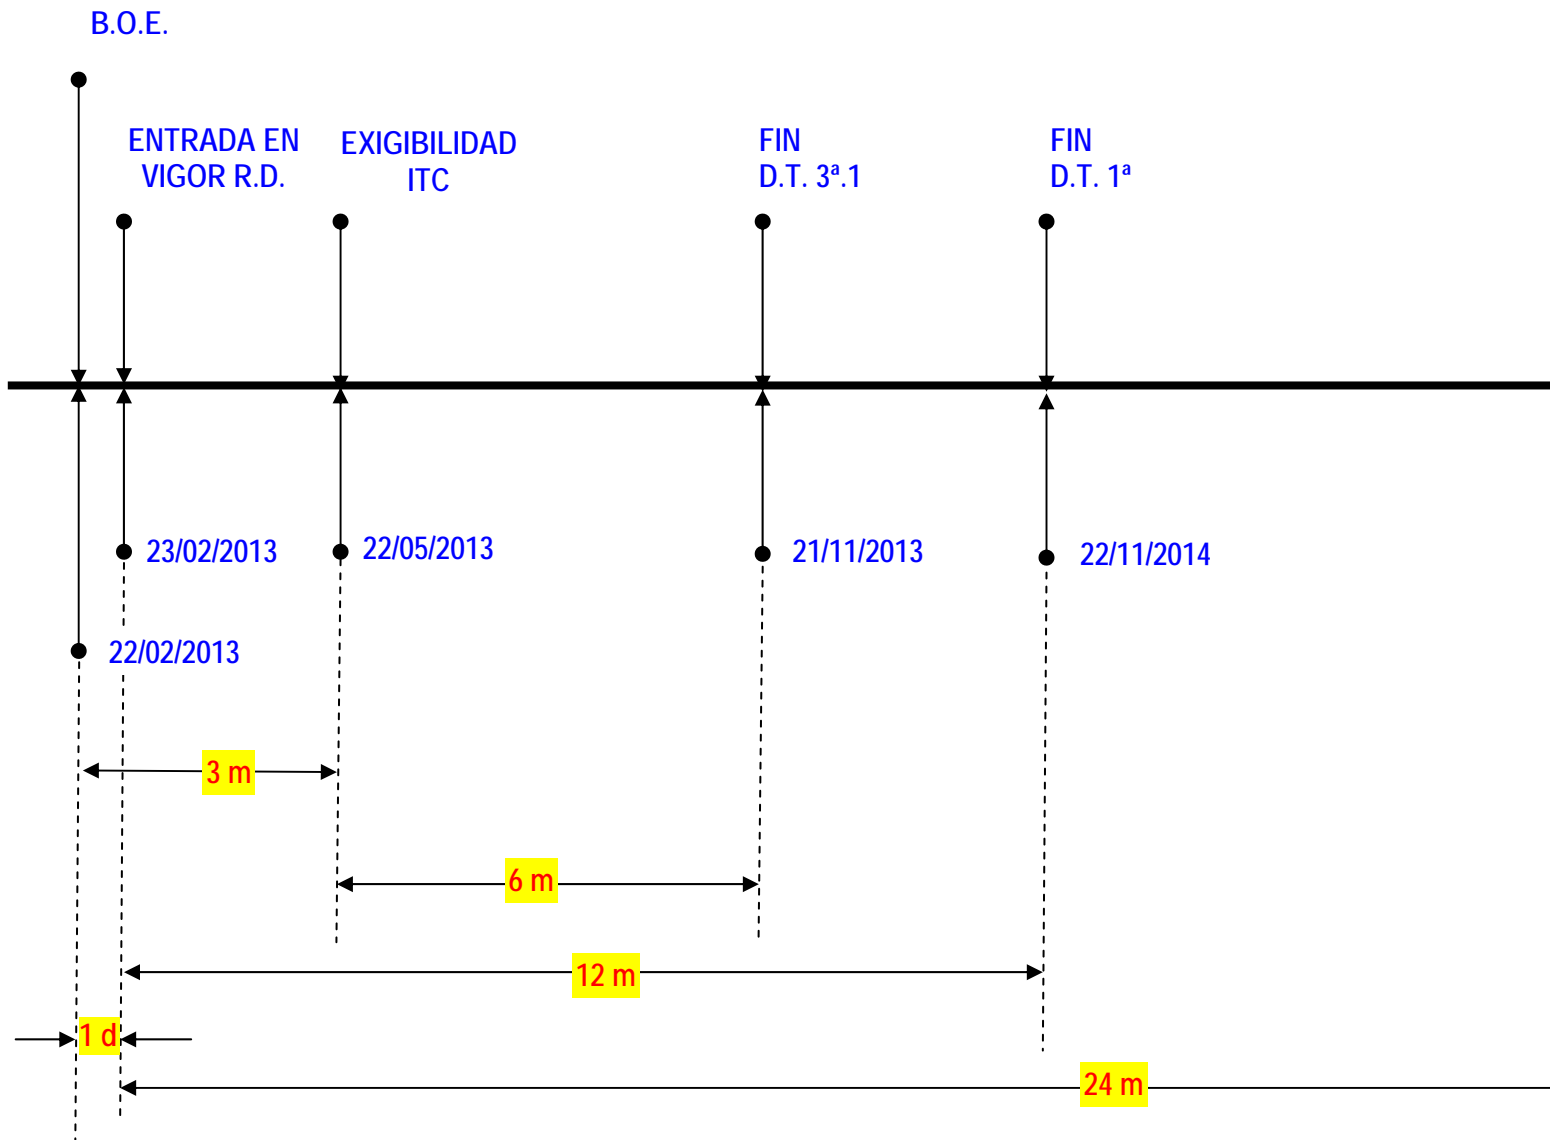 B.O.E.
ENTRADA EN
VIGOR R.D.
EXIGIBILIDAD
ITC
FIN
D.T. 3ª.1
FIN
D.T. 1ª
23/02/2013
22/05/2013
21/11/2013
22/11/2014
22/02/2013
3 m
6 m
12 m
1 d
24 m